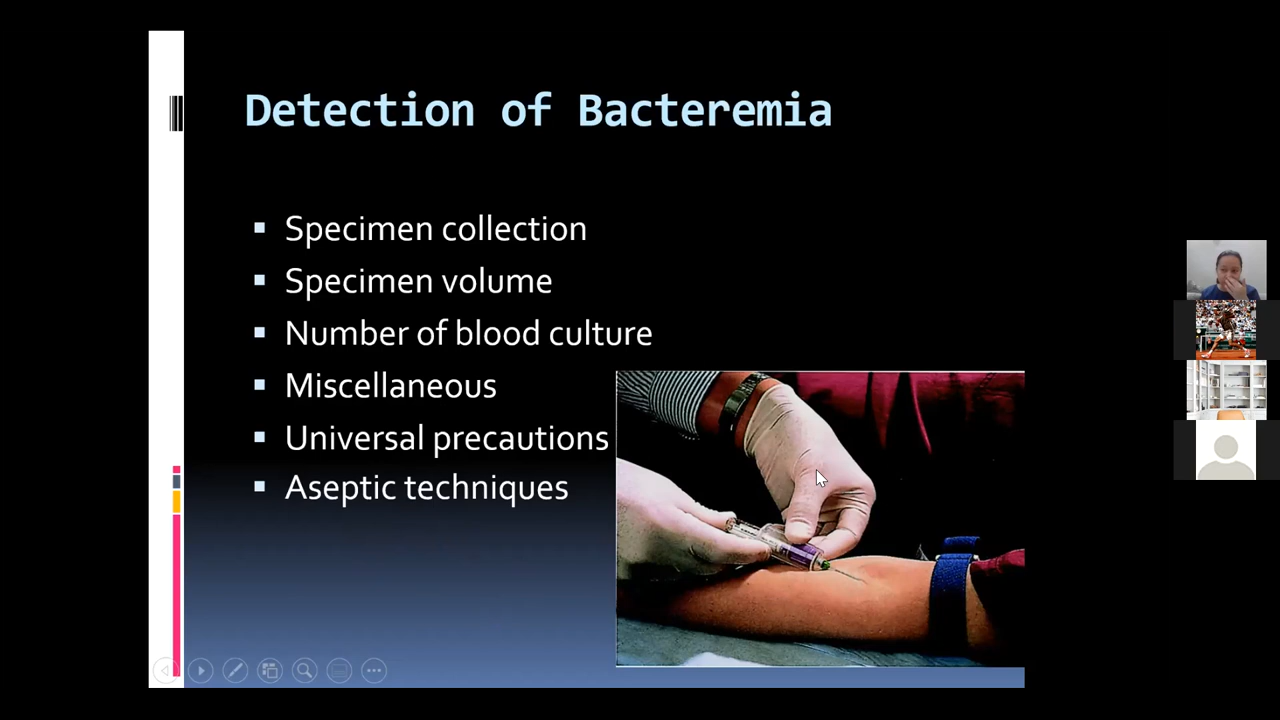 Detection of Bacteremia
Specimen collection
Specimen volume
Number of blood culture
Miscellaneous
Universal precautions
Aseptic techniques